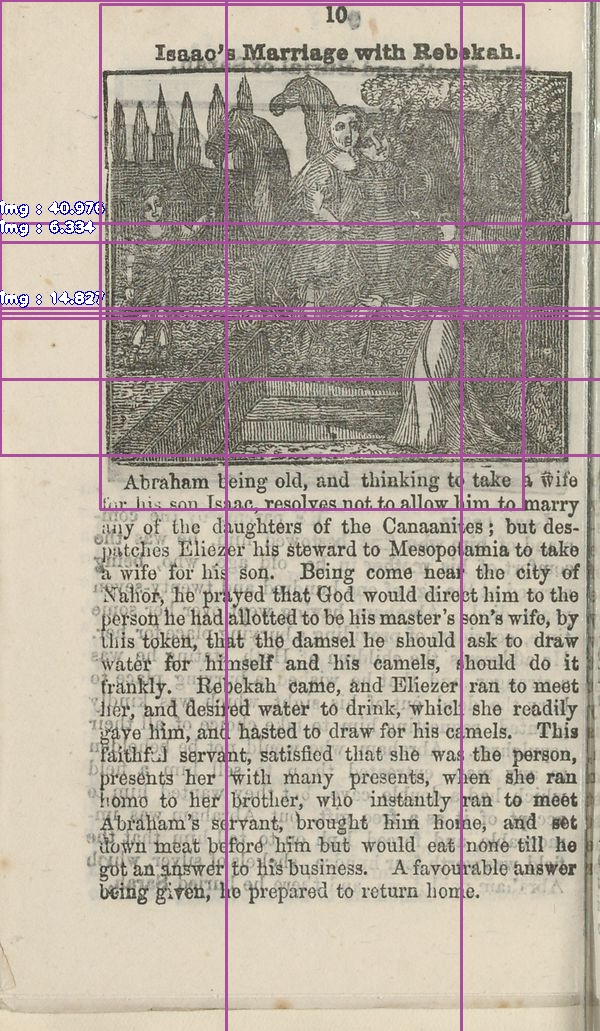 10
Isaac's Marriage with Rebekah.
Img : 40.976
Img : 6.334
Img : 14.827
Abraham being old, and thinking to take a wife
for his son Isaac, resolves not to allow him to marry
any of the daughters of the Canaanites; but des-
patches Eliezer his steward to Mesopotamia to take
a wife for his son. Being come near the city of
Nahor, he prayed that God would direct him to the
person he had allotted to be his master's son's wife, by
this token, that the damsel he should ask to draw
water for himself and his camels, should do it
frankly. Rebekah came, and Eliezer ran to meet
her, and desired water to drink, which she readily
gave him, and hasted to draw for his camels. This
faithful servant, satisfied that she was the person,
presents her with many presents, when she ran
home to her brother, who instantly ran to meet
Abraham's servant, brought him home, and set
down meat before him but would eat none till he
got an answer to his business. A favourable answer
being given, he prepared to return home.